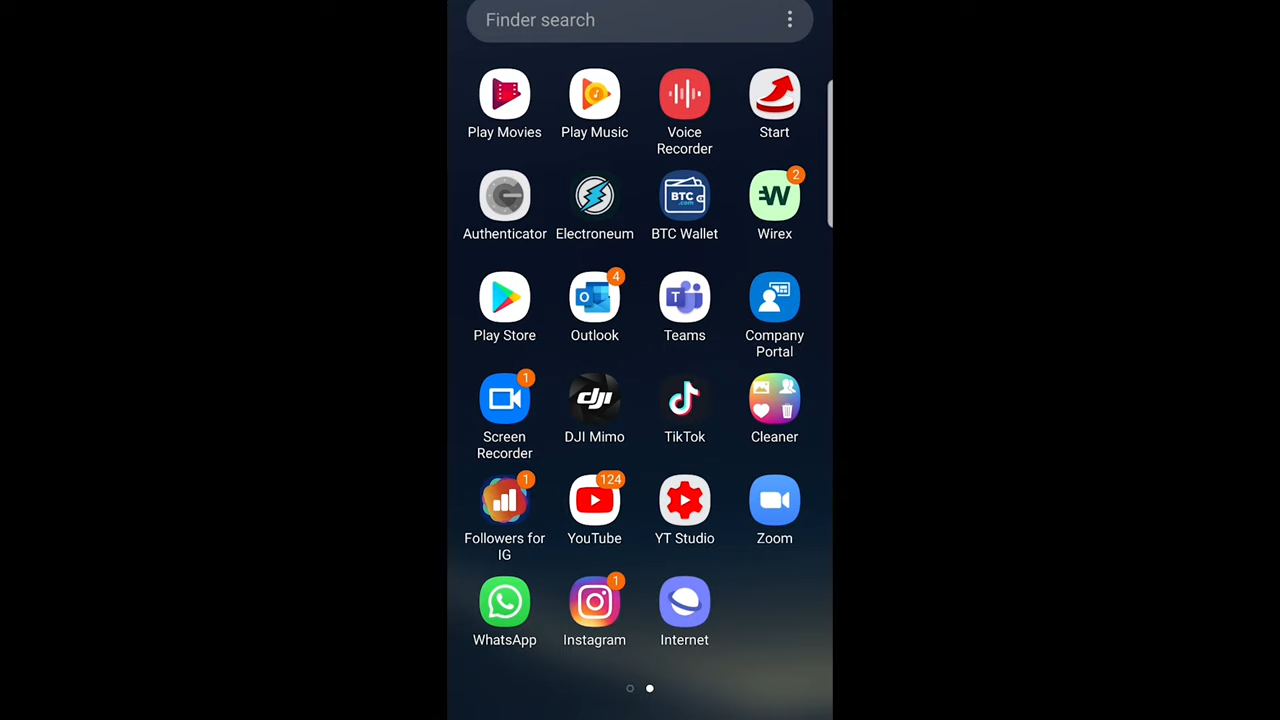 Finder search
Play Movies
Play Music
Voice
Recorder
Start
Authenticator
Electroneum
BTC
.com
BTC Wallet
W
2
Wirex
Play Store
O
4
Outlook
T
Teams
Company
Portal
1
Screen
Recorder
dji
DJI Mimo
TikTok
Cleaner
1
Followers for
IG
124
YouTube
YT Studio
Zoom
WhatsApp
1
Instagram
Internet